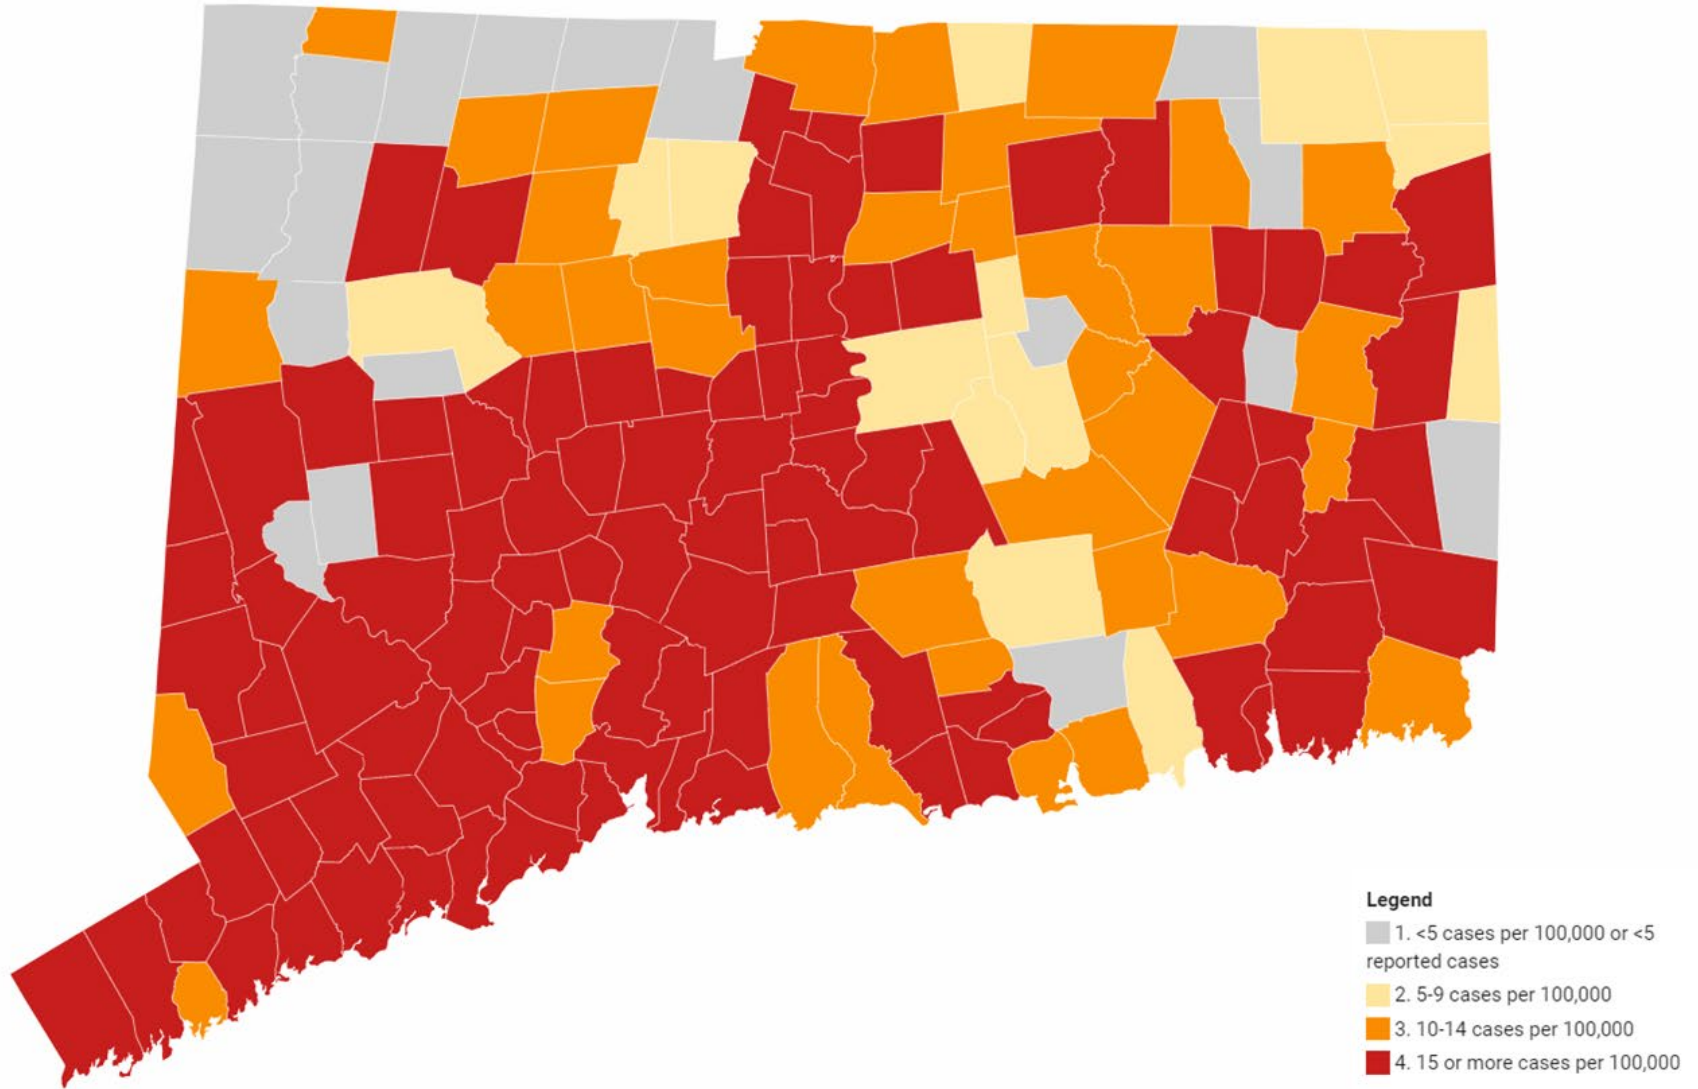 Legend
1. <5 cases per 100,000 or <5
reported cases
2. 5-9 cases per 100,000
3. 10-14 cases per 100,000
4. 15 or more cases per 100,000